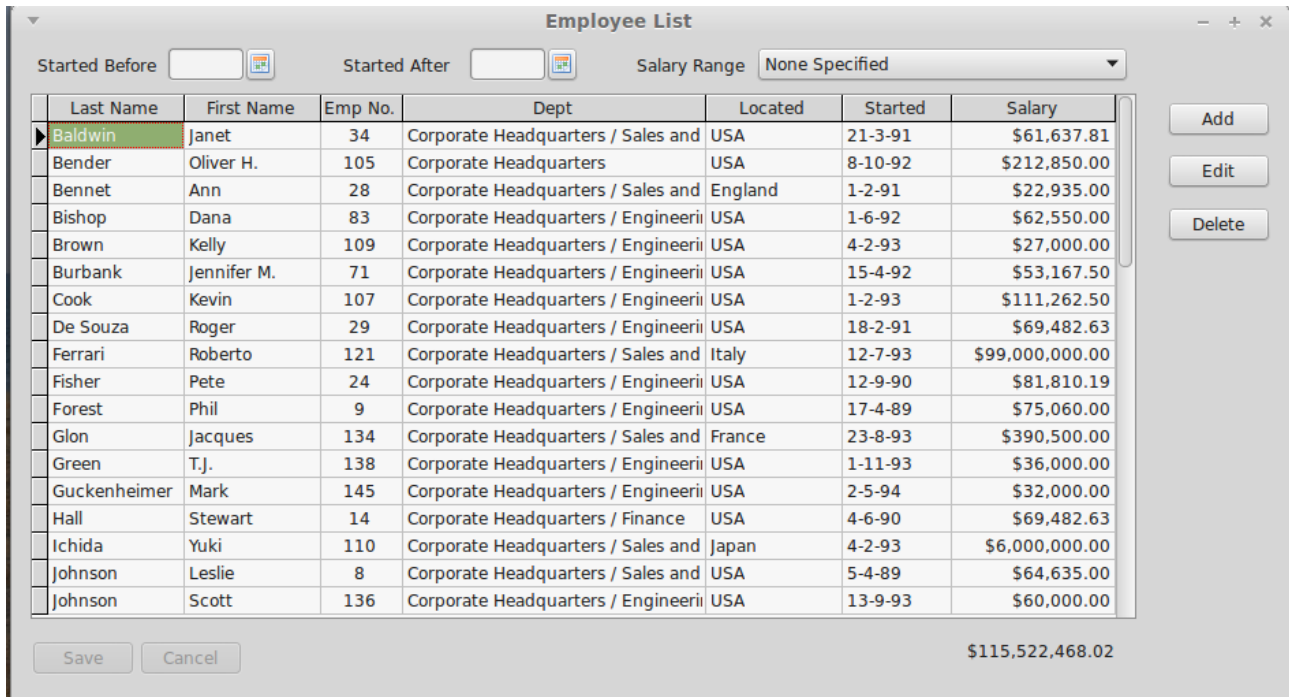 Employee List
Started Before Started After Salary Range None Specified
Last Name First Name Emp No. Dept Located Started Salary
Baldwin Janet 34 Corporate Headquarters / Sales and USA 21-3-91 $61,637.81
Bender Oliver H. 105 Corporate Headquarters USA 8-10-92 $212,850.00
Bennet Ann 28 Corporate Headquarters / Sales and England 1-2-91 $22,935.00
Bishop Dana 83 Corporate Headquarters / Engineeri USA 1-6-92 $62,550.00
Brown Kelly 109 Corporate Headquarters / Engineeri USA 4-2-93 $27,000.00
Burbank Jennifer M. 71 Corporate Headquarters / Engineeri USA 15-4-92 $53,167.50
Cook Kevin 107 Corporate Headquarters / Engineeri USA 1-2-93 $111,262.50
De Souza Roger 29 Corporate Headquarters / Engineeri USA 18-2-91 $69,482.63
Ferrari Roberto 121 Corporate Headquarters / Sales and Italy 12-7-93 $99,000,000.00
Fisher Pete 24 Corporate Headquarters / Engineeri USA 12-9-90 $81,810.19
Forest Phil 9 Corporate Headquarters / Engineeri USA 17-4-89 $75,060.00
Glon Jacques 134 Corporate Headquarters / Sales and France 23-8-93 $390,500.00
Green T.J. 138 Corporate Headquarters / Engineeri USA 1-11-93 $36,000.00
Guckenheimer Mark 145 Corporate Headquarters / Engineeri USA 2-5-94 $32,000.00
Hall Stewart 14 Corporate Headquarters / Finance USA 4-6-90 $69,482.63
Ichida Yuki 110 Corporate Headquarters / Sales and Japan 4-2-93 $6,000,000.00
Johnson Leslie 8 Corporate Headquarters / Sales and USA 5-4-89 $64,635.00
Johnson Scott 136 Corporate Headquarters / Engineeri USA 13-9-93 $60,000.00
Add
Edit
Delete
Save Cancel $115,522,468.02